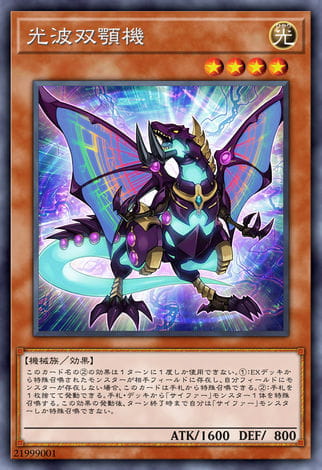 光波双顎機
光
【機械族／効果】
このカード名の②の効果は１ターンに１度しか使用できない。①：EXデッキか
ら特殊召喚されたモンスターが相手フィールドに存在し、自分フィールドにモ
ンスターが存在しない場合、このカードは手札から特殊召喚できる。②：手札を
１枚捨てて発動できる。手札・デッキから「サイファー」モンスター１体を特殊
召喚する。この効果の発動後、ターン終了時まで自分は「サイファー」モンスタ
ーしか特殊召喚できない。
ATK/1600 DEF/ 800
21999001